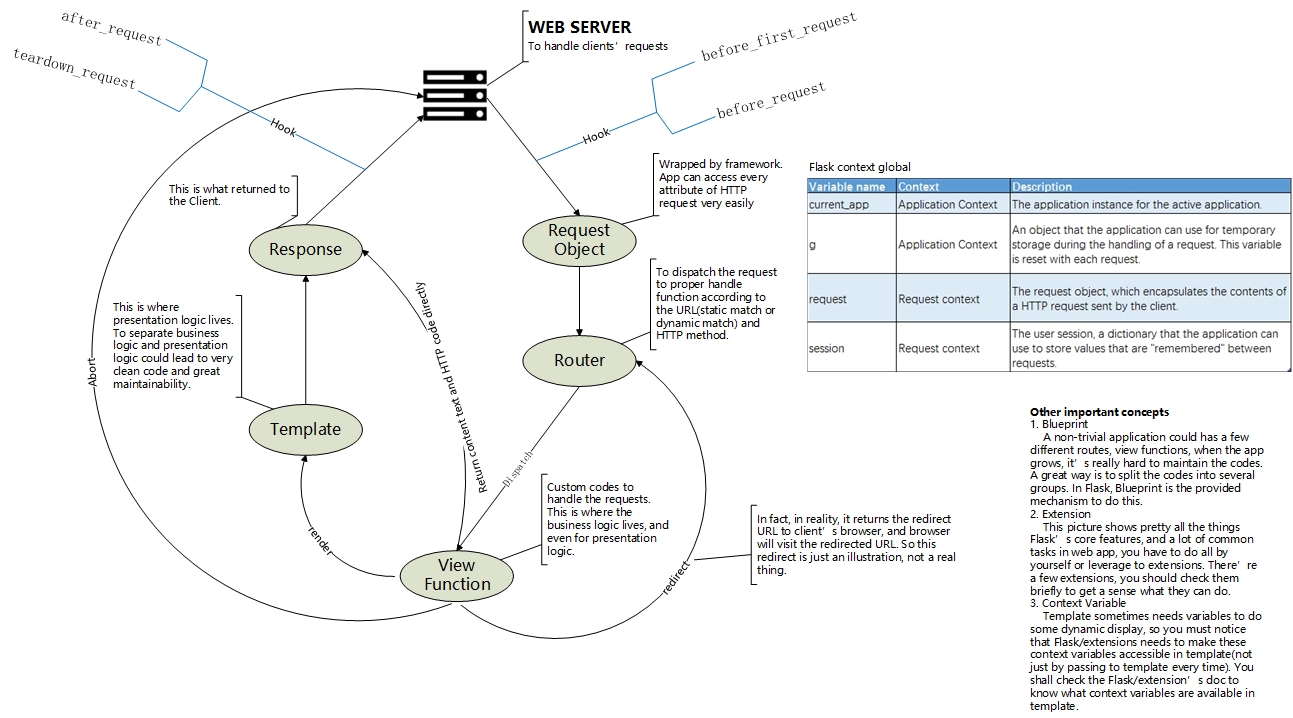 after_request
teardown_request
Hook
WEB SERVER
To handle clients' requests
before_first_request
before_request
Hook
This is what returned to
the Client.
Response
Wrapped by framework.
App can access every
attribute of HTTP
request very easily
Request
Object
To dispatch the request
to proper handle
function according to
the URL(static match or
dynamic match) and
HTTP method.
Router
This is where
presentation logic lives.
To separate business
logic and presentation
logic could lead to very
clean code and great
maintainability.
Abort
Template
Return content text and HTTP code directly
Dispatch
render
Custom codes to
handle the requests.
This is where the
business logic lives, and
even for presentation
logic.
View
Function
redirect
In fact, in reality, it returns the redirect
URL to client's browser, and browser
will visit the redirected URL. So this
redirect is just an illustration, not a real
thing.
Flask context global
Variable name Context Description
current_app Application Context The application instance for the active application.
g Application Context An object that the application can use for temporary
storage during the handling of a request. This variable
is reset with each request.
request Request context The request object, which encapsulates the contents of
a HTTP request sent by the client.
session Request context The user session, a dictionary that the application can
use to store values that are "remembered" between
requests.
Other important concepts
1. Blueprint
A non-trivial application could has a few
different routes, view functions, when the app
grows, it's really hard to maintain the codes.
A great way is to split the codes into several
groups. In Flask, Blueprint is the provided
mechanism to do this.
2. Extension
This picture shows pretty all the things
Flask's core features, and a lot of common
tasks in web app, you have to do all by
yourself or leverage to extensions. There're
a few extensions, you should check them
briefly to get a sense what they can do.
3. Context Variable
Template sometimes needs variables to do
some dynamic display, so you must notice
that Flask/extensions needs to make these
context variables accessible in template(not
just by passing to template every time). You
shall check the Flask/extension's doc to
know what context variables are available in
template.